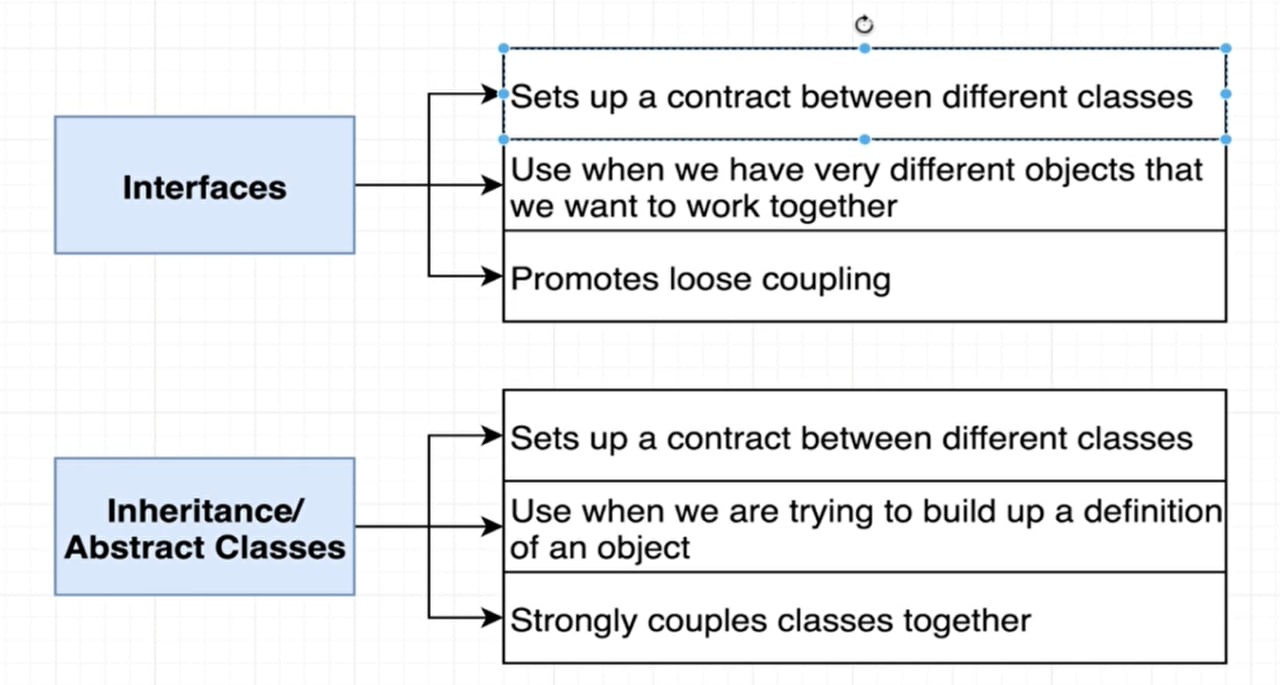 Interfaces
Sets up a contract between different classes
Use when we have very different objects that
we want to work together
Promotes loose coupling
Inheritance/
Abstract Classes
Sets up a contract between different classes
Use when we are trying to build up a definition
of an object
Strongly couples classes together